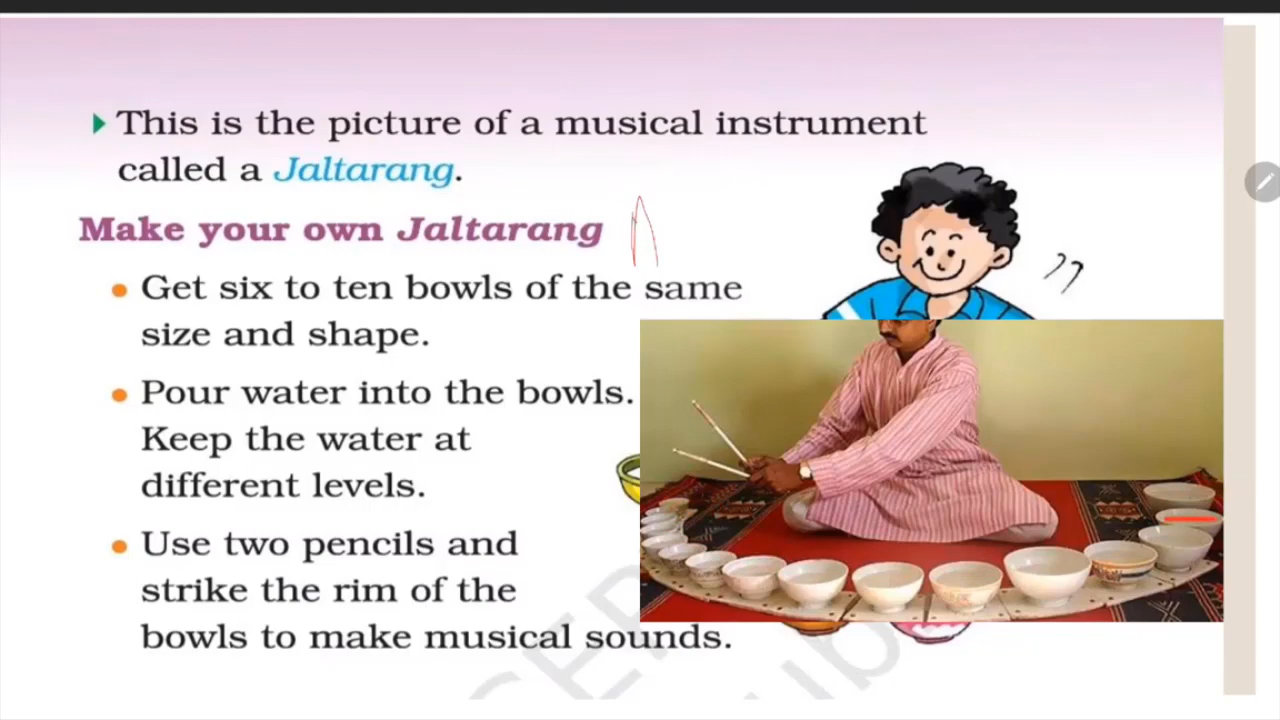 This is the picture of a musical instrument
called a Jaltarang.
Make your own Jaltarang
Get six to ten bowls of the same
size and shape.
Pour water into the bowls.
Keep the water at
different levels.
Use two pencils and
strike the rim of the
bowls to make musical sounds.